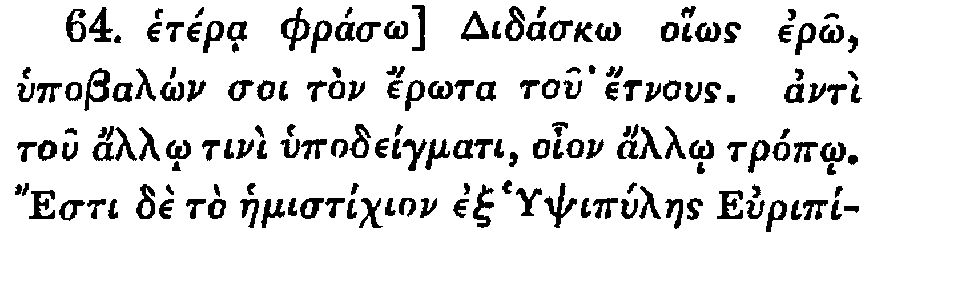 64. ἑτέρᾳ φράσω] Διδάσκω οἵως ἐρῶ,
ὑποβαλών σοι τὸν ἔρωτα τοῦ ἔτνους. ἀντὶ
τοῦ ἄλλῳ τινὶ ὑποδείγματι, οἷον ἄλλῳ τρόπῳ.
Ἔστι δὲ τὸ ἡμιστίχιον ἐξ Ὑψιπύλης Εὐριπί-